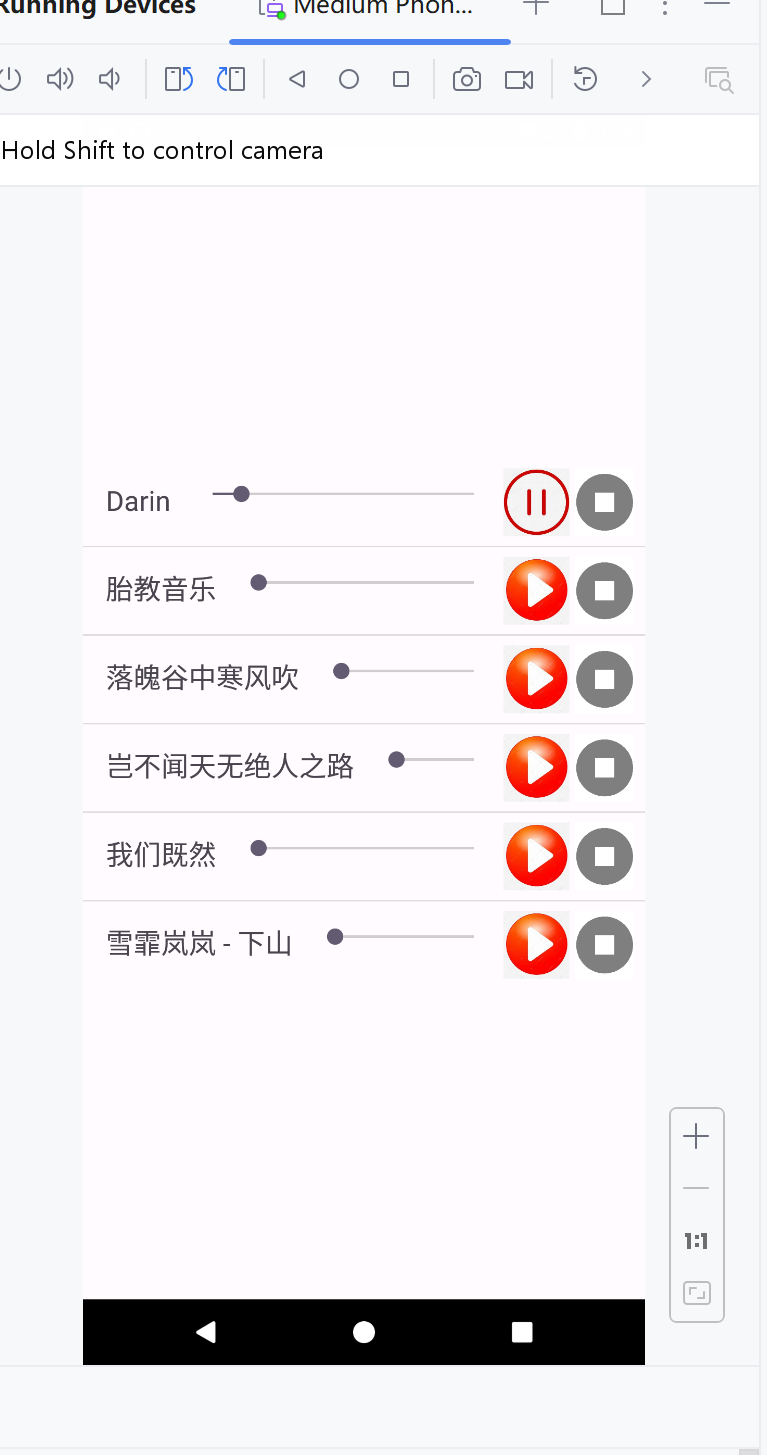 Running Devices
Medium Phon...
Hold Shift to control camera
Darin
胎教音乐
落魄谷中寒风吹
岂不闻天无绝人之路
我们既然
雪霏岚岚 - 下山
1:1